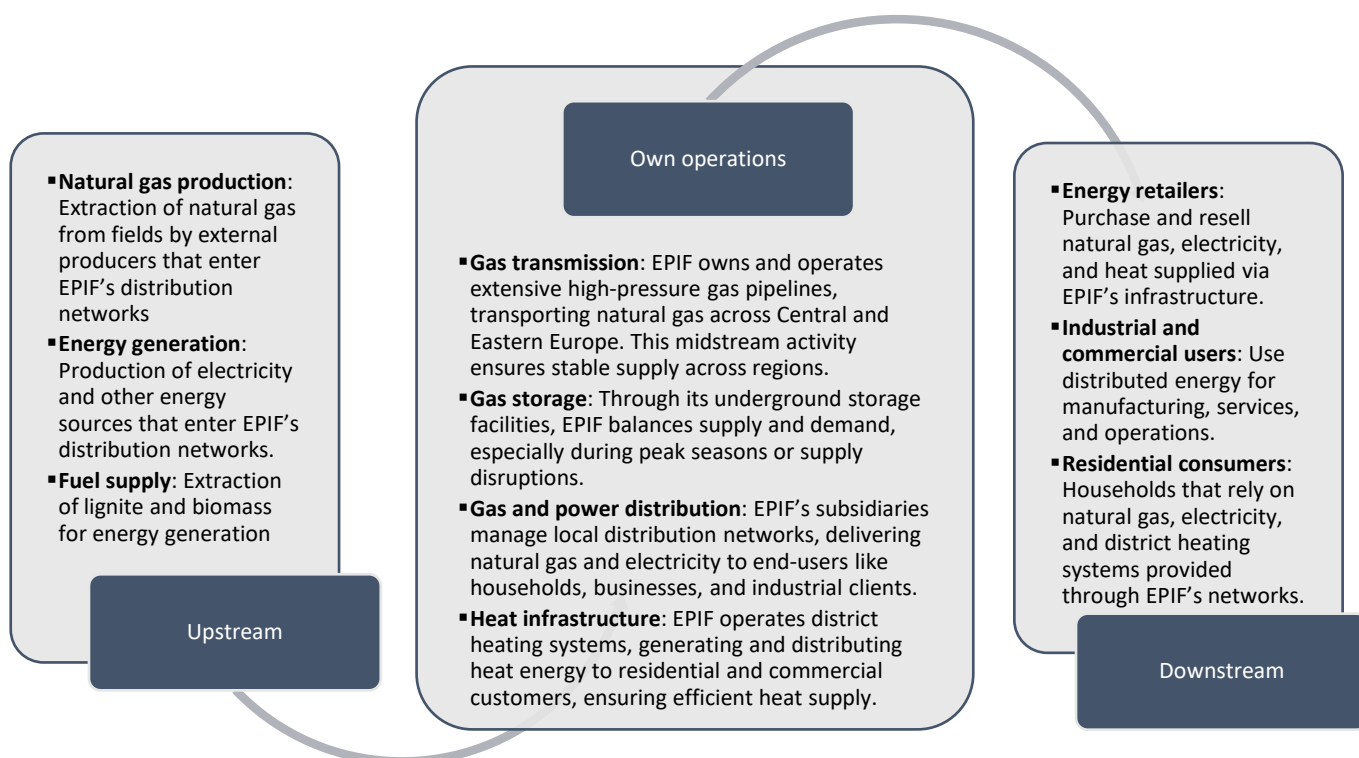 ▪Natural gas production:
Extraction of natural gas
from fields by external
producers that enter
EPIF’s distribution
networks
▪Energy generation:
Production of electricity
and other energy
sources that enter EPIF’s
distribution networks.
▪Fuel supply: Extraction
of lignite and biomass
for energy generation
Upstream
Own operations
▪Gas transmission: EPIF owns and operates
extensive high-pressure gas pipelines,
transporting natural gas across Central and
Eastern Europe. This midstream activity
ensures stable supply across regions.
▪Gas storage: Through its underground storage
facilities, EPIF balances supply and demand,
especially during peak seasons or supply
disruptions.
▪Gas and power distribution: EPIF’s subsidiaries
manage local distribution networks, delivering
natural gas and electricity to end-users like
households, businesses, and industrial clients.
▪Heat infrastructure: EPIF operates district
heating systems, generating and distributing
heat energy to residential and commercial
customers, ensuring efficient heat supply.
▪Energy retailers:
Purchase and resell
natural gas, electricity,
and heat supplied via
EPIF’s infrastructure.
▪Industrial and
commercial users: Use
distributed energy for
manufacturing, services,
and operations.
▪Residential consumers:
Households that rely on
natural gas, electricity,
and district heating
systems provided
through EPIF’s networks.
Downstream